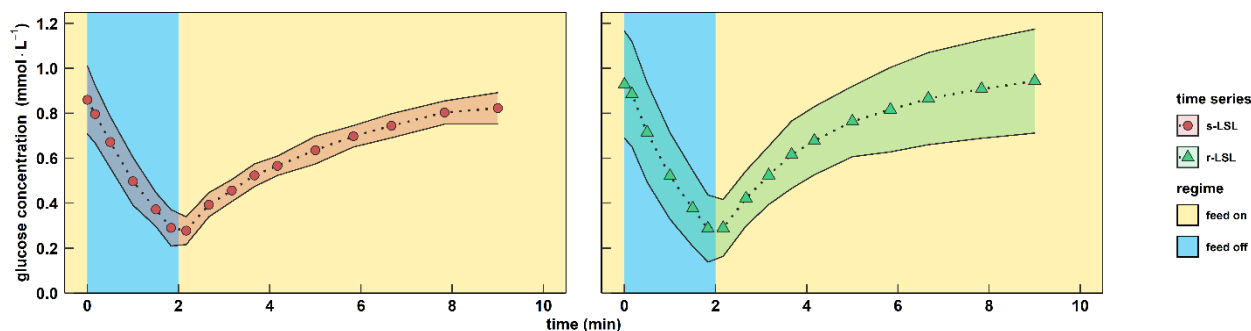 glucose concentration (mmol · L⁻¹)
1.2
1.0
0.8
0.6
0.4
0.2
0.0
0 2 4 6 8 10
0 2 4 6 8 10
time (min)
time series
s-LSL
r-LSL
regime
feed on
feed off